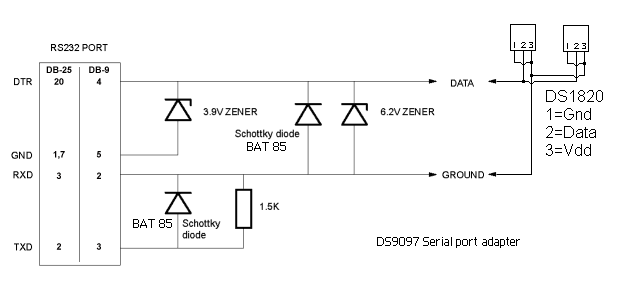 RS232 PORT
DB-25 DB-9
DTR 20 4
GND 1,7 5
RXD 3 2
TXD 2 3
3.9V ZENER
Schottky diode
BAT 85
6.2V ZENER
BAT 85
Schottky
diode
1.5K
DATA
GROUND
1 2 3
1 2 3
DS1820
1=Gnd
2=Data
3=Vdd
DS9097 Serial port adapter